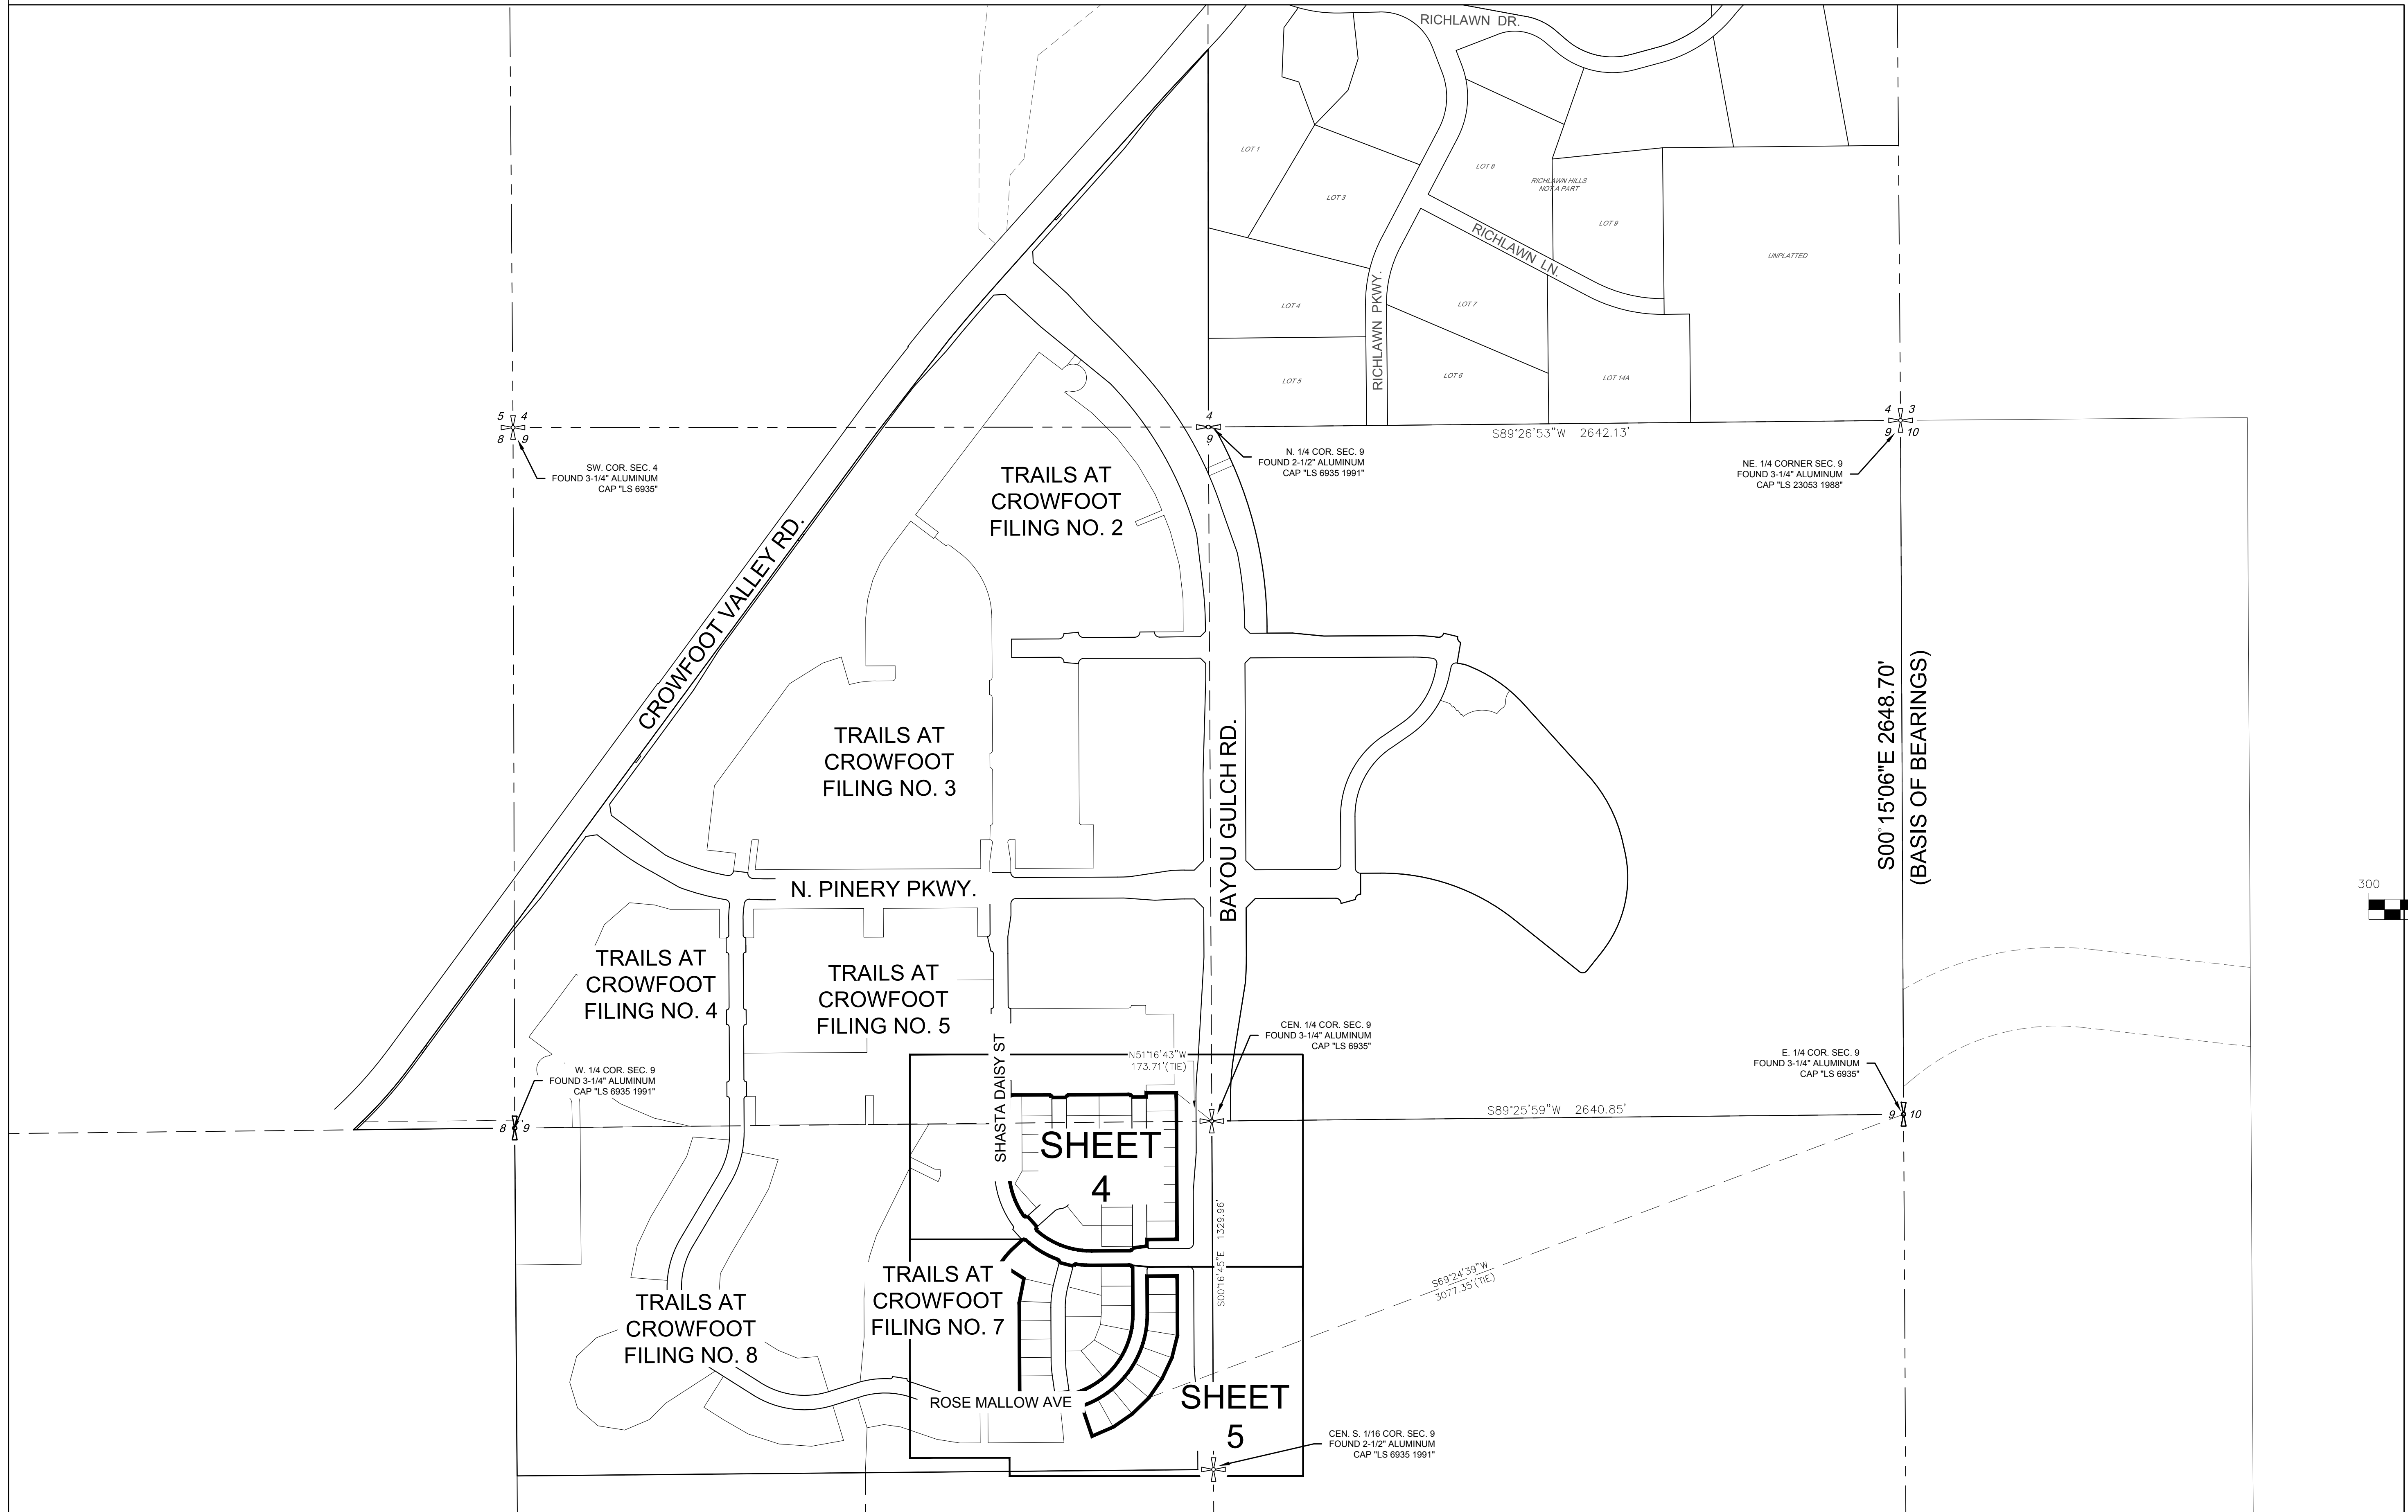 RICHLAWN DR.
LOT 1
LOT 8
RICHLAWN HILLS
NOT A PART
LOT 3
LOT 9
RICHLAWN LN.
UNPLATTED
RICHLAWN PKWY.
LOT 4
LOT 7
LOT 5
LOT 6
LOT 14A
5 4
8 9
SW. COR. SEC. 4
FOUND 3-1/4" ALUMINUM
CAP "LS 6935"
4
9
N. 1/4 COR. SEC. 9
FOUND 2-1/2" ALUMINUM
CAP "LS 6935 1991"
S89°26'53"W 2642.13'
4 3
9 10
NE. 1/4 CORNER SEC. 9
FOUND 3-1/4" ALUMINUM
CAP "LS 23053 1988"
TRAILS AT
CROWFOOT
FILING NO. 2
CROWFOOT VALLEY RD.
TRAILS AT
CROWFOOT
FILING NO. 3
BAYOU GULCH RD.
S00°15'06"E 2648.70'
(BASIS OF BEARINGS)
300
N. PINERY PKWY.
TRAILS AT
CROWFOOT
FILING NO. 4
TRAILS AT
CROWFOOT
FILING NO. 5
SHASTA DAISY ST
CEN. 1/4 COR. SEC. 9
FOUND 3-1/4" ALUMINUM
CAP "LS 6935"
N51°16'43"W
173.71'(TIE)
E. 1/4 COR. SEC. 9
FOUND 3-1/4" ALUMINUM
CAP "LS 6935"
W. 1/4 COR. SEC. 9
FOUND 3-1/4" ALUMINUM
CAP "LS 6935 1991"
8 9
S89°25'59"W 2640.85'
9 10
SHEET
4
S00°16'45"E 1329.96'
S69°24'39"W
3077.35'(TIE)
TRAILS AT
CROWFOOT
FILING NO. 7
TRAILS AT
CROWFOOT
FILING NO. 8
ROSE MALLOW AVE
SHEET
5
CEN. S. 1/16 COR. SEC. 9
FOUND 2-1/2" ALUMINUM
CAP "LS 6935 1991"